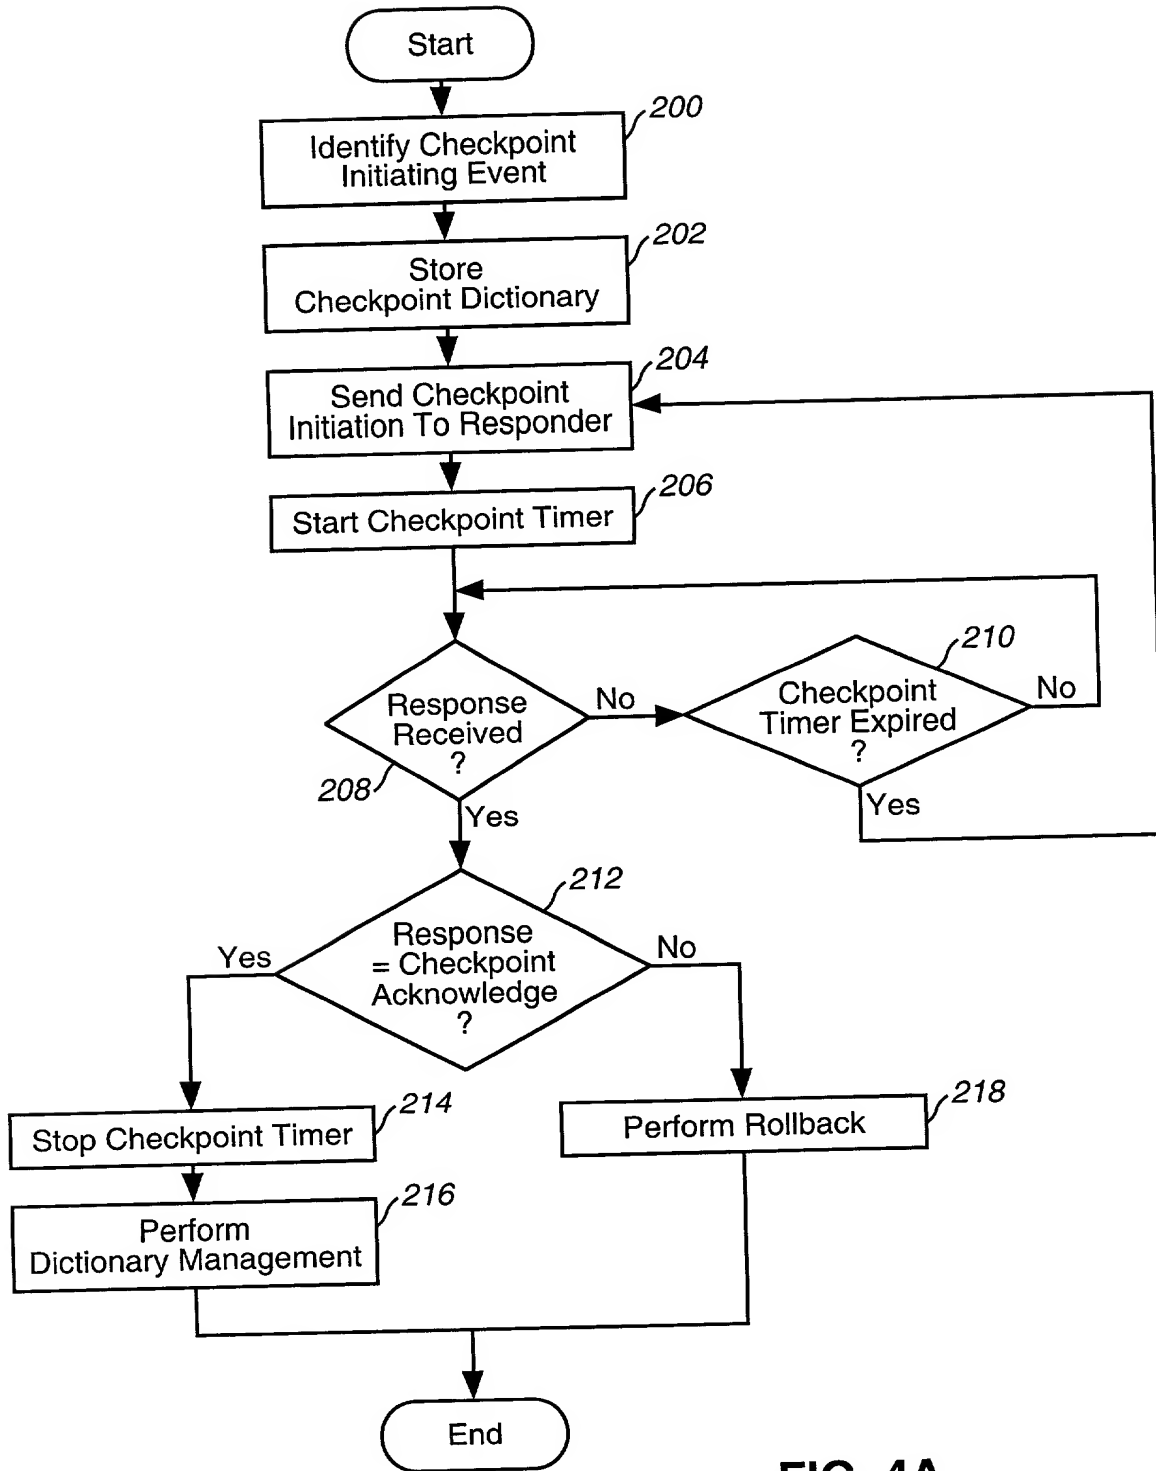 Start
200
Identify Checkpoint
Initiating Event
202
Store
Checkpoint Dictionary
204
Send Checkpoint
Initiation To Responder
206
Start Checkpoint Timer
210
Response
Received
?
No
Checkpoint
Timer Expired
?
No
208
Yes
Yes
212
Response
= Checkpoint
Acknowledge
?
Yes
No
214
Stop Checkpoint Timer
218
Perform Rollback
216
Perform
Dictionary Management
End
FIG. 4A